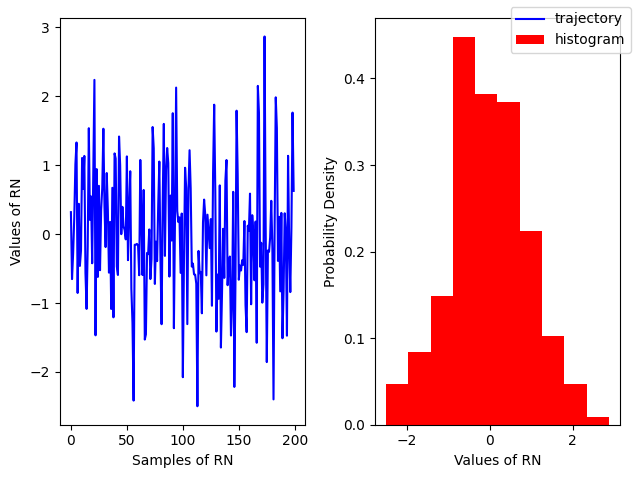 trajectory
histogram
3
2
1
0
−1
−2
Values of RN
0 50 100 150 200
Samples of RN
0.4
0.3
0.2
0.1
0.0
Probability Density
−2 0 2
Values of RN